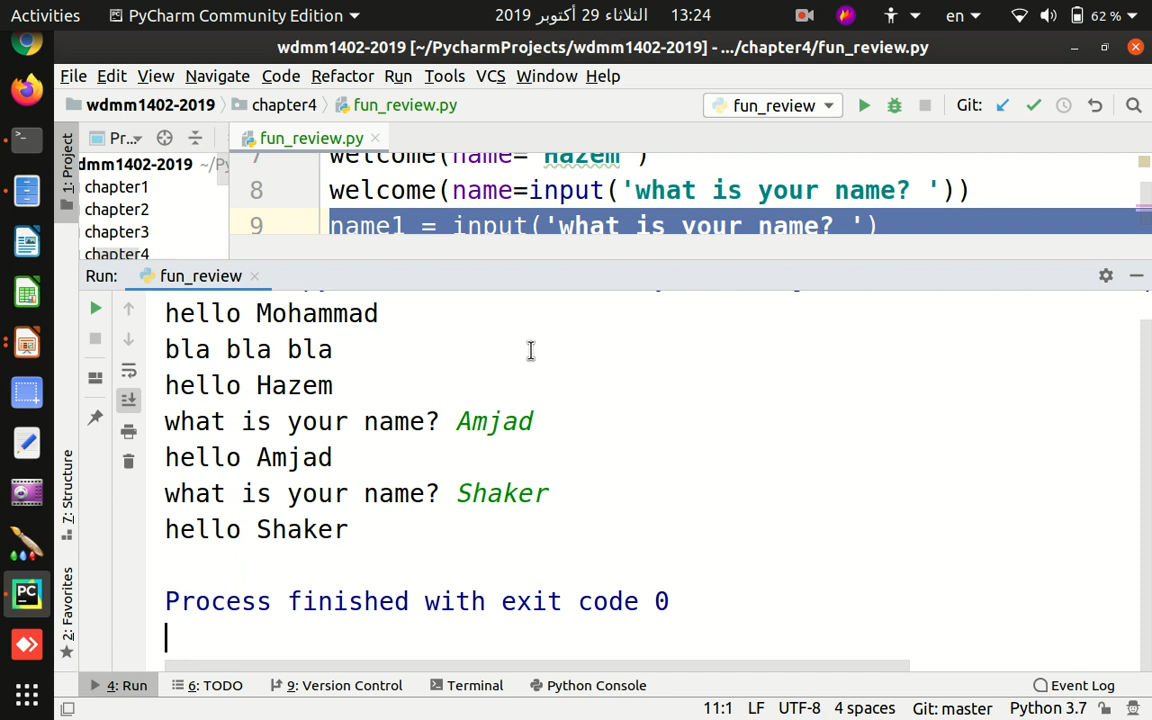 Activities PyCharm Community Edition 2019 الثلاثاء 29 أكتوبر 13:24 en 62 %
wdmm1402-2019 [~/PycharmProjects/wdmm1402-2019] - .../chapter4/fun_review.py
File Edit View Navigate Code Refactor Run Tools VCS Window Help
wdmm1402-2019 chapter4 fun_review.py fun_review Git:
1: Project Pr... fun_review.py
dmm1402-2019 ~/Py
chapter1
chapter2
chapter3
chapter4
7 welcome(name="Hazem")
8 welcome(name=input('what is your name? '))
9 name1 = input('what is your name? ')
Run: fun_review
hello Mohammad
bla bla bla
hello Hazem
what is your name? Amjad
hello Amjad
what is your name? Shaker
hello Shaker
Process finished with exit code 0
7: Structure
2: Favorites
PC
4: Run 6: TODO 9: Version Control Terminal Python Console Event Log
11:1 LF UTF-8 4 spaces Git: master Python 3.7